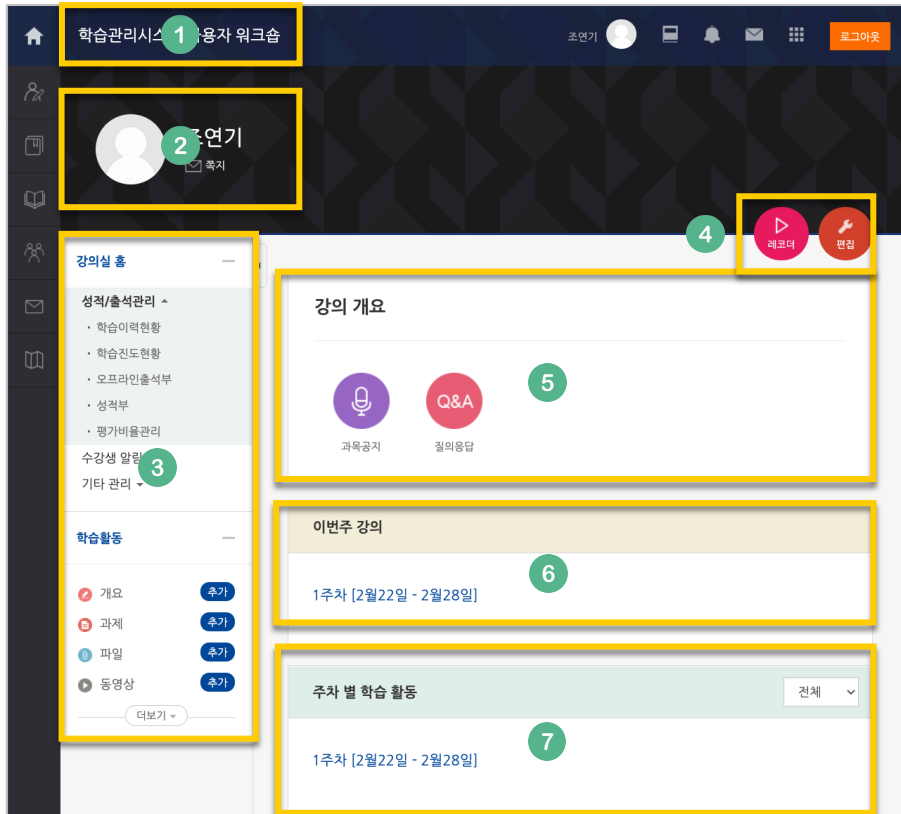 학습관리시스 1 용자 워크숍
조연기
로그아웃
2 연기
쪽지
4
레코더
편집
강의실 홈
성적/출석관리
· 학습이력현황
· 학습진도현황
· 오프라인출석부
· 성적부
· 평가비율관리
수강생 알림
3
기타 관리
학습활동
개요 추가
과제 추가
파일 추가
동영상 추가
더보기
강의 개요
Q&A
5
과목공지
질의응답
이번주 강의
6
1주차 [2월22일 - 2월28일]
주차 별 학습 활동
전체
7
1주차 [2월22일 - 2월28일]